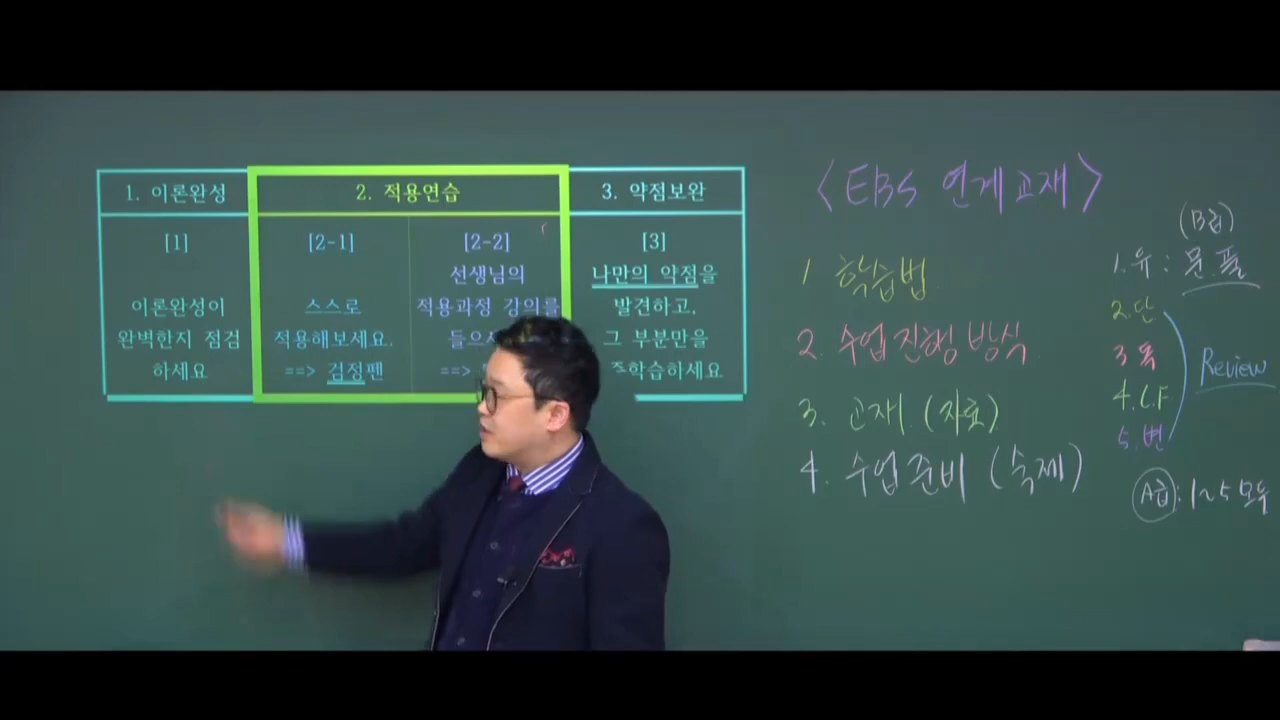 1. 이론완성
2. 적용연습
3. 약점보완
[1]
이론완성이
완벽한지 점검
하세요
[2-1]
스스로
적용해보세요.
==> 검정펜
[2-2]
선생님의
적용과정 강의를
==>
[3]
나만의 약점을
발견하고,
그 부분만을
학습하세요
<EBS 연계교재>
1 학습법
2. 수업 진행 방식
3. 교재 (자료)
4. 수업 준비 (숙제)
(B급)
1. 유 : 문.풀
2. 단
3 독
4.
5. 변
Review
A급 : 1~5 모두